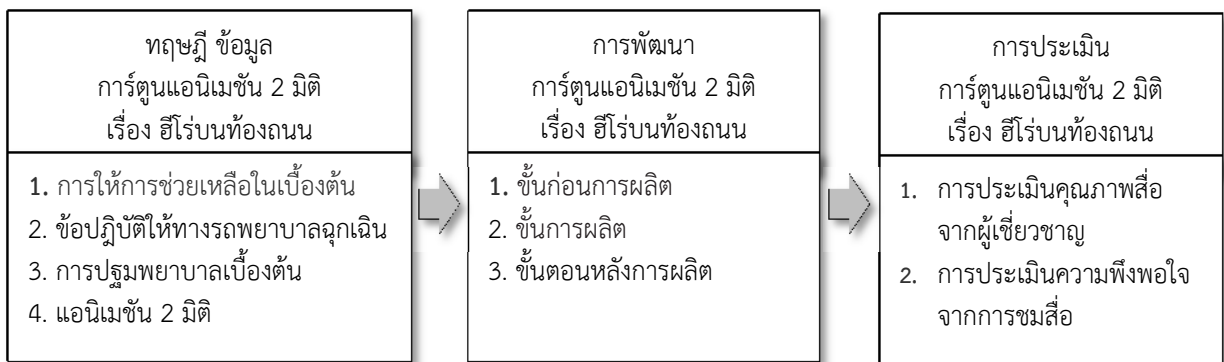 ทฤษฎี ข้อมูล
การ์ตูนแอนิเมชัน 2 มิติ
เรื่อง ฮีโร่บนท้องถนน
1. การให้การช่วยเหลือในเบื้องต้น
2. ข้อปฏิบัติให้ทางรถพยาบาลฉุกเฉิน
3. การปฐมพยาบาลเบื้องต้น
4. แอนิเมชัน 2 มิติ
การพัฒนา
การ์ตูนแอนิเมชัน 2 มิติ
เรื่อง ฮีโร่บนท้องถนน
1. ขั้นก่อนการผลิต
2. ขั้นการผลิต
3. ขั้นตอนหลังการผลิต
การประเมิน
การ์ตูนแอนิเมชัน 2 มิติ
เรื่อง ฮีโร่บนท้องถนน
1. การประเมินคุณภาพสื่อ
จากผู้เชี่ยวชาญ
2. การประเมินความพึงพอใจ
จากการชมสื่อ